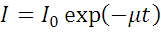 I = I₀ exp(−μt)